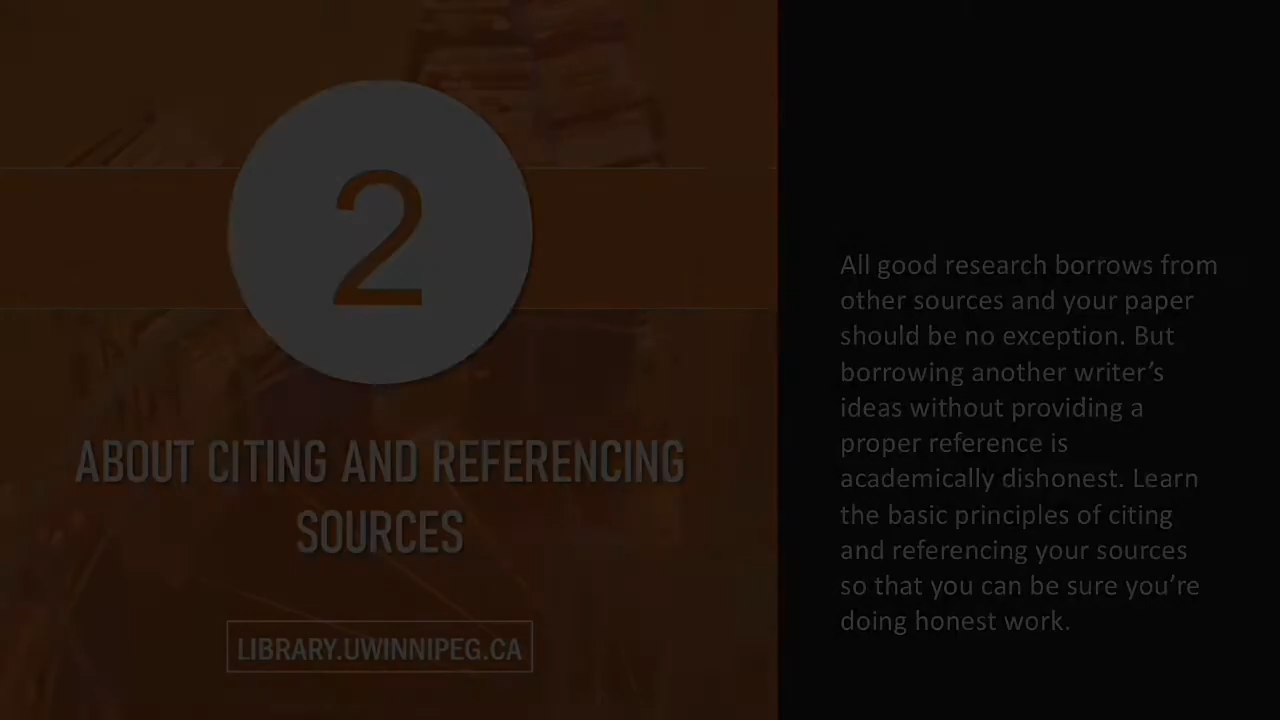 2
ABOUT CITING AND REFERENCING
SOURCES
LIBRARY.UWINNIPEG.CA
All good research borrows from
other sources and your paper
should be no exception. But
borrowing another writer’s
ideas without providing a
proper reference is
academically dishonest. Learn
the basic principles of citing
and referencing your sources
so that you can be sure you’re
doing honest work.